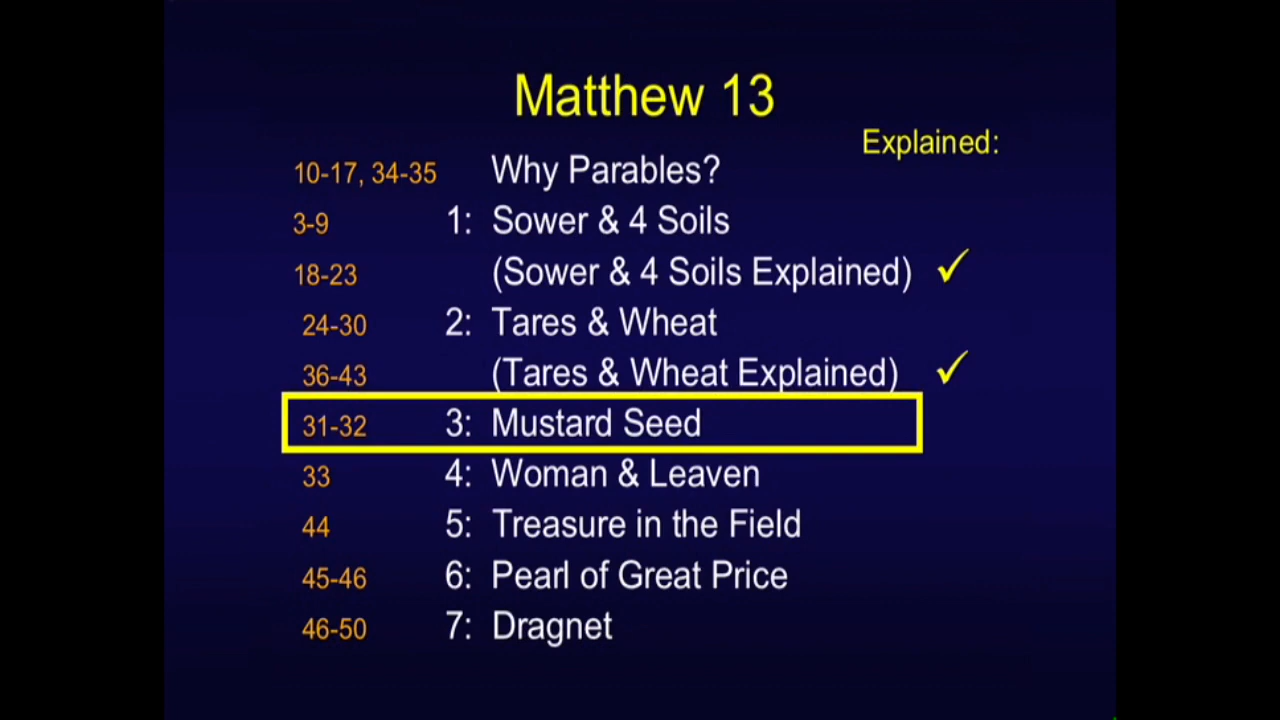 Matthew 13
Explained:
10-17, 34-35 Why Parables?
3-9 1: Sower & 4 Soils
18-23 (Sower & 4 Soils Explained) ✓
24-30 2: Tares & Wheat
36-43 (Tares & Wheat Explained) ✓
31-32 3: Mustard Seed
33 4: Woman & Leaven
44 5: Treasure in the Field
45-46 6: Pearl of Great Price
46-50 7: Dragnet